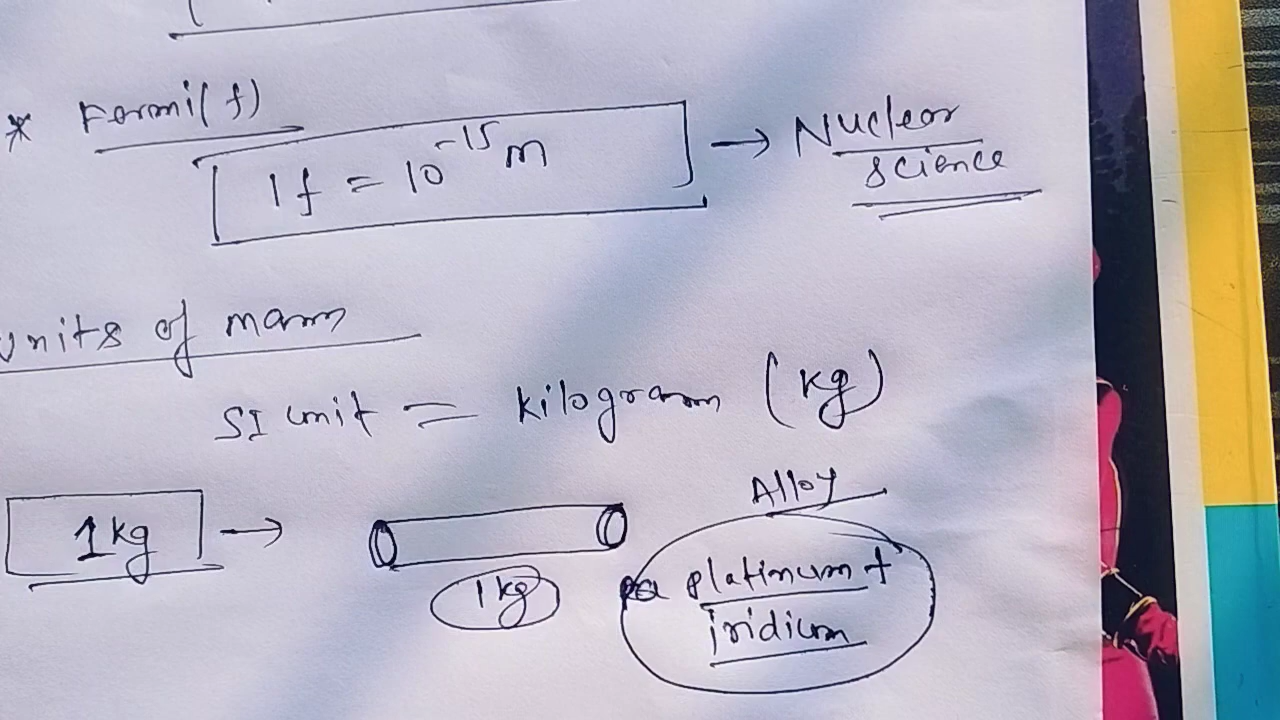 * Fermi(f)
1f = 10⁻¹⁵ m → Nuclear
science
Units of mass
SI unit = kilogram (kg)
Alloy
1kg →
1kg
platinum +
iridium